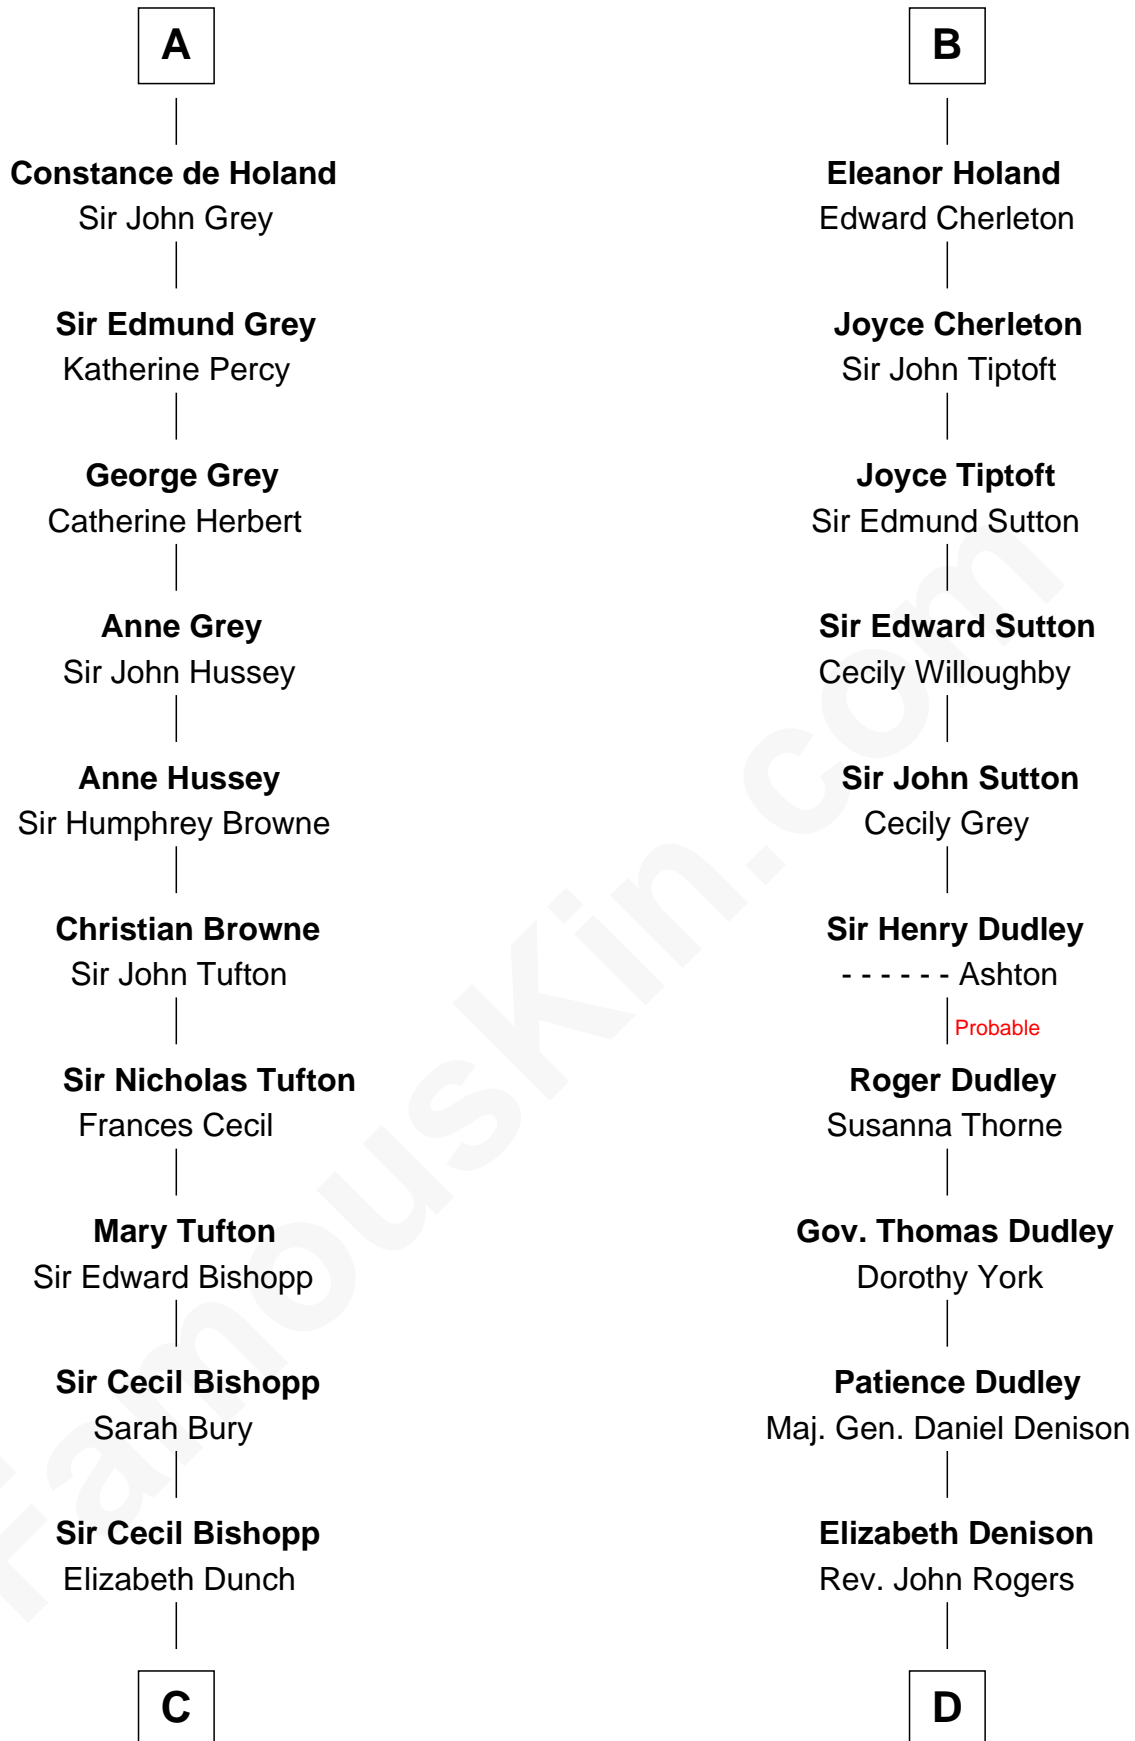 A
Constance de Holand
Sir John Grey
Sir Edmund Grey
Katherine Percy
George Grey
Catherine Herbert
Anne Grey
Sir John Hussey
Anne Hussey
Sir Humphrey Browne
Christian Browne
Sir John Tufton
Sir Nicholas Tufton
Frances Cecil
Mary Tufton
Sir Edward Bishopp
Sir Cecil Bishopp
Sarah Bury
Sir Cecil Bishopp
Elizabeth Dunch
C
B
Eleanor Holand
Edward Cherleton
Joyce Cherleton
Sir John Tiptoft
Joyce Tiptoft
Sir Edmund Sutton
Sir Edward Sutton
Cecily Willoughby
Sir John Sutton
Cecily Grey
Sir Henry Dudley
- - - - - - Ashton
Probable
Roger Dudley
Susanna Thorne
Gov. Thomas Dudley
Dorothy York
Patience Dudley
Maj. Gen. Daniel Denison
Elizabeth Denison
Rev. John Rogers
D
FamousKin.com